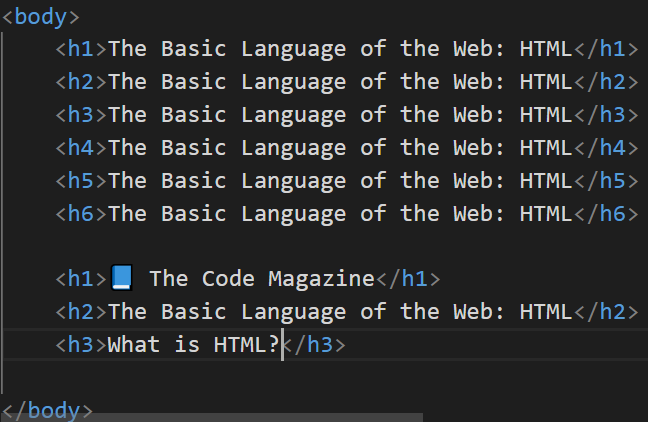 <body>
<h1>The Basic Language of the Web: HTML</h1>
<h2>The Basic Language of the Web: HTML</h2>
<h3>The Basic Language of the Web: HTML</h3>
<h4>The Basic Language of the Web: HTML</h4>
<h5>The Basic Language of the Web: HTML</h5>
<h6>The Basic Language of the Web: HTML</h6>
<h1>📘 The Code Magazine</h1>
<h2>The Basic Language of the Web: HTML</h2>
<h3>What is HTML?</h3>
</body>